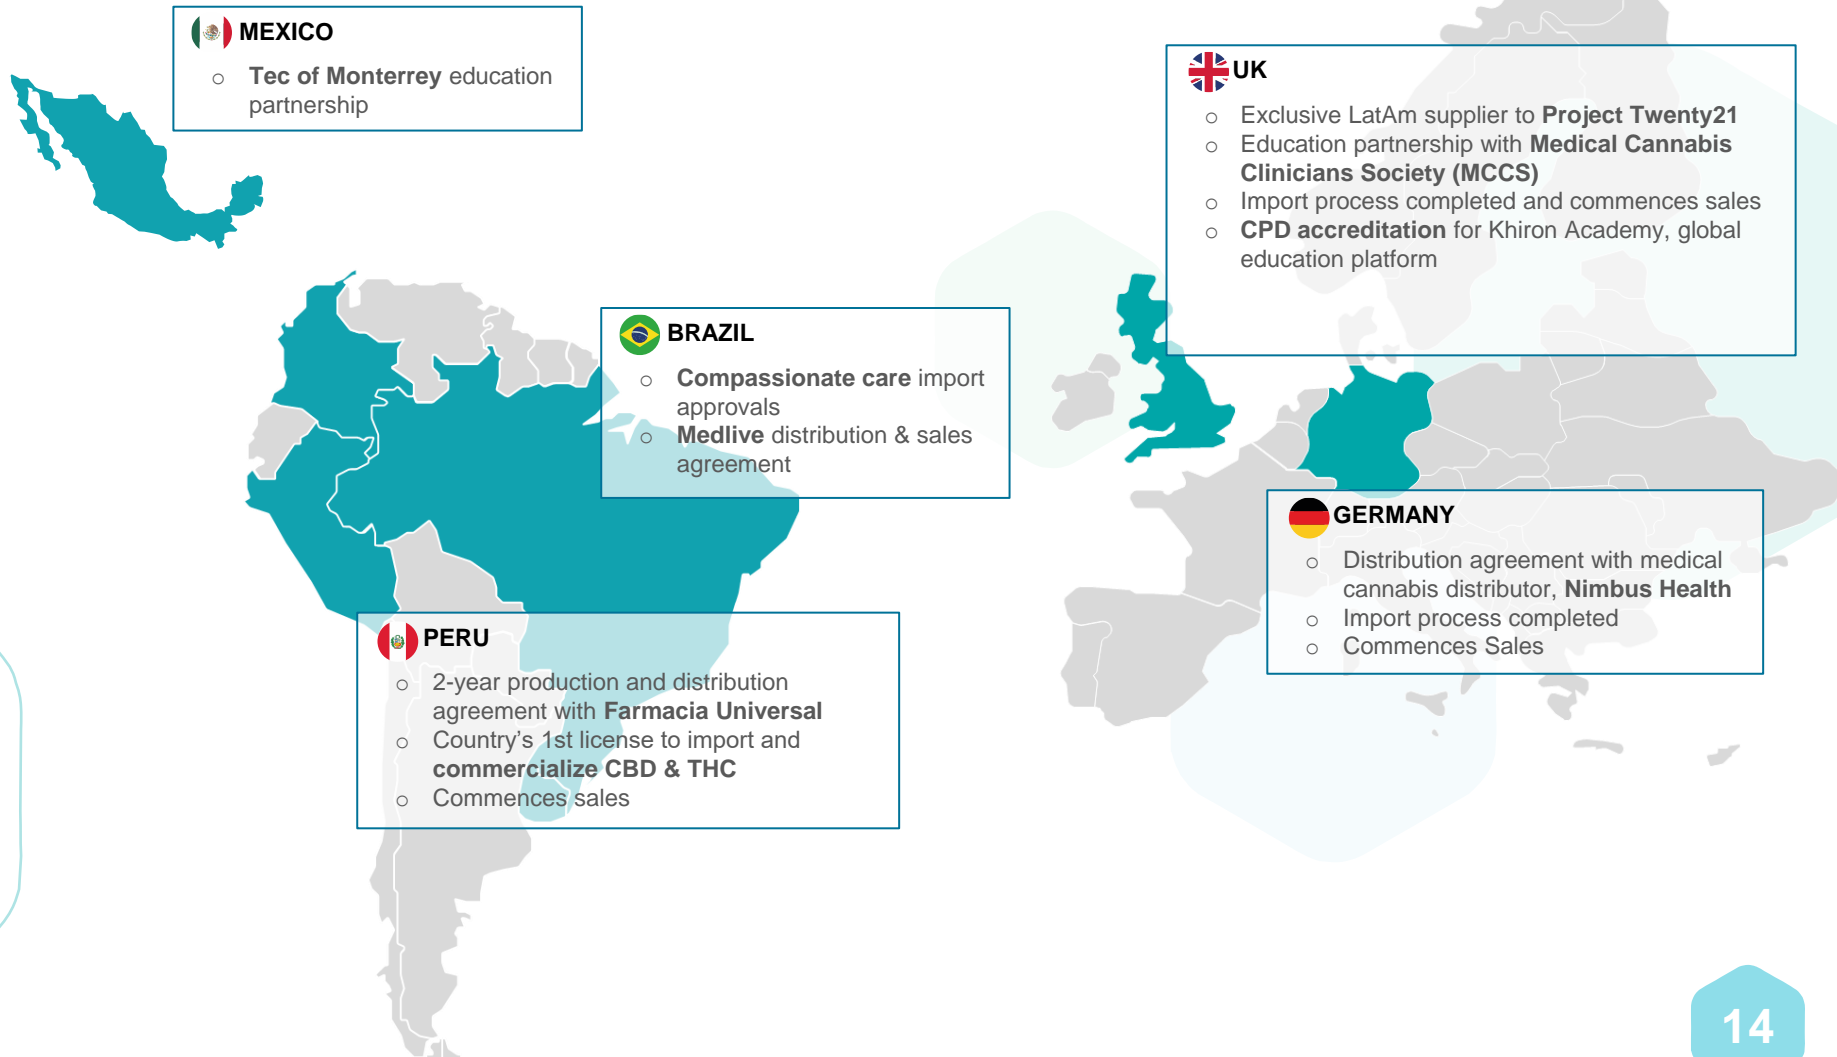 MEXICO
○ Tec of Monterrey education
partnership
UK
○ Exclusive LatAm supplier to Project Twenty21
○ Education partnership with Medical Cannabis
Clinicians Society (MCCS)
○ Import process completed and commences sales
○ CPD accreditation for Khiron Academy, global
education platform
BRAZIL
○ Compassionate care import
approvals
○ Medlive distribution & sales
agreement
GERMANY
○ Distribution agreement with medical
cannabis distributor, Nimbus Health
○ Import process completed
○ Commences Sales
PERU
○ 2-year production and distribution
agreement with Farmacia Universal
○ Country’s 1st license to import and
commercialize CBD & THC
○ Commences sales
14